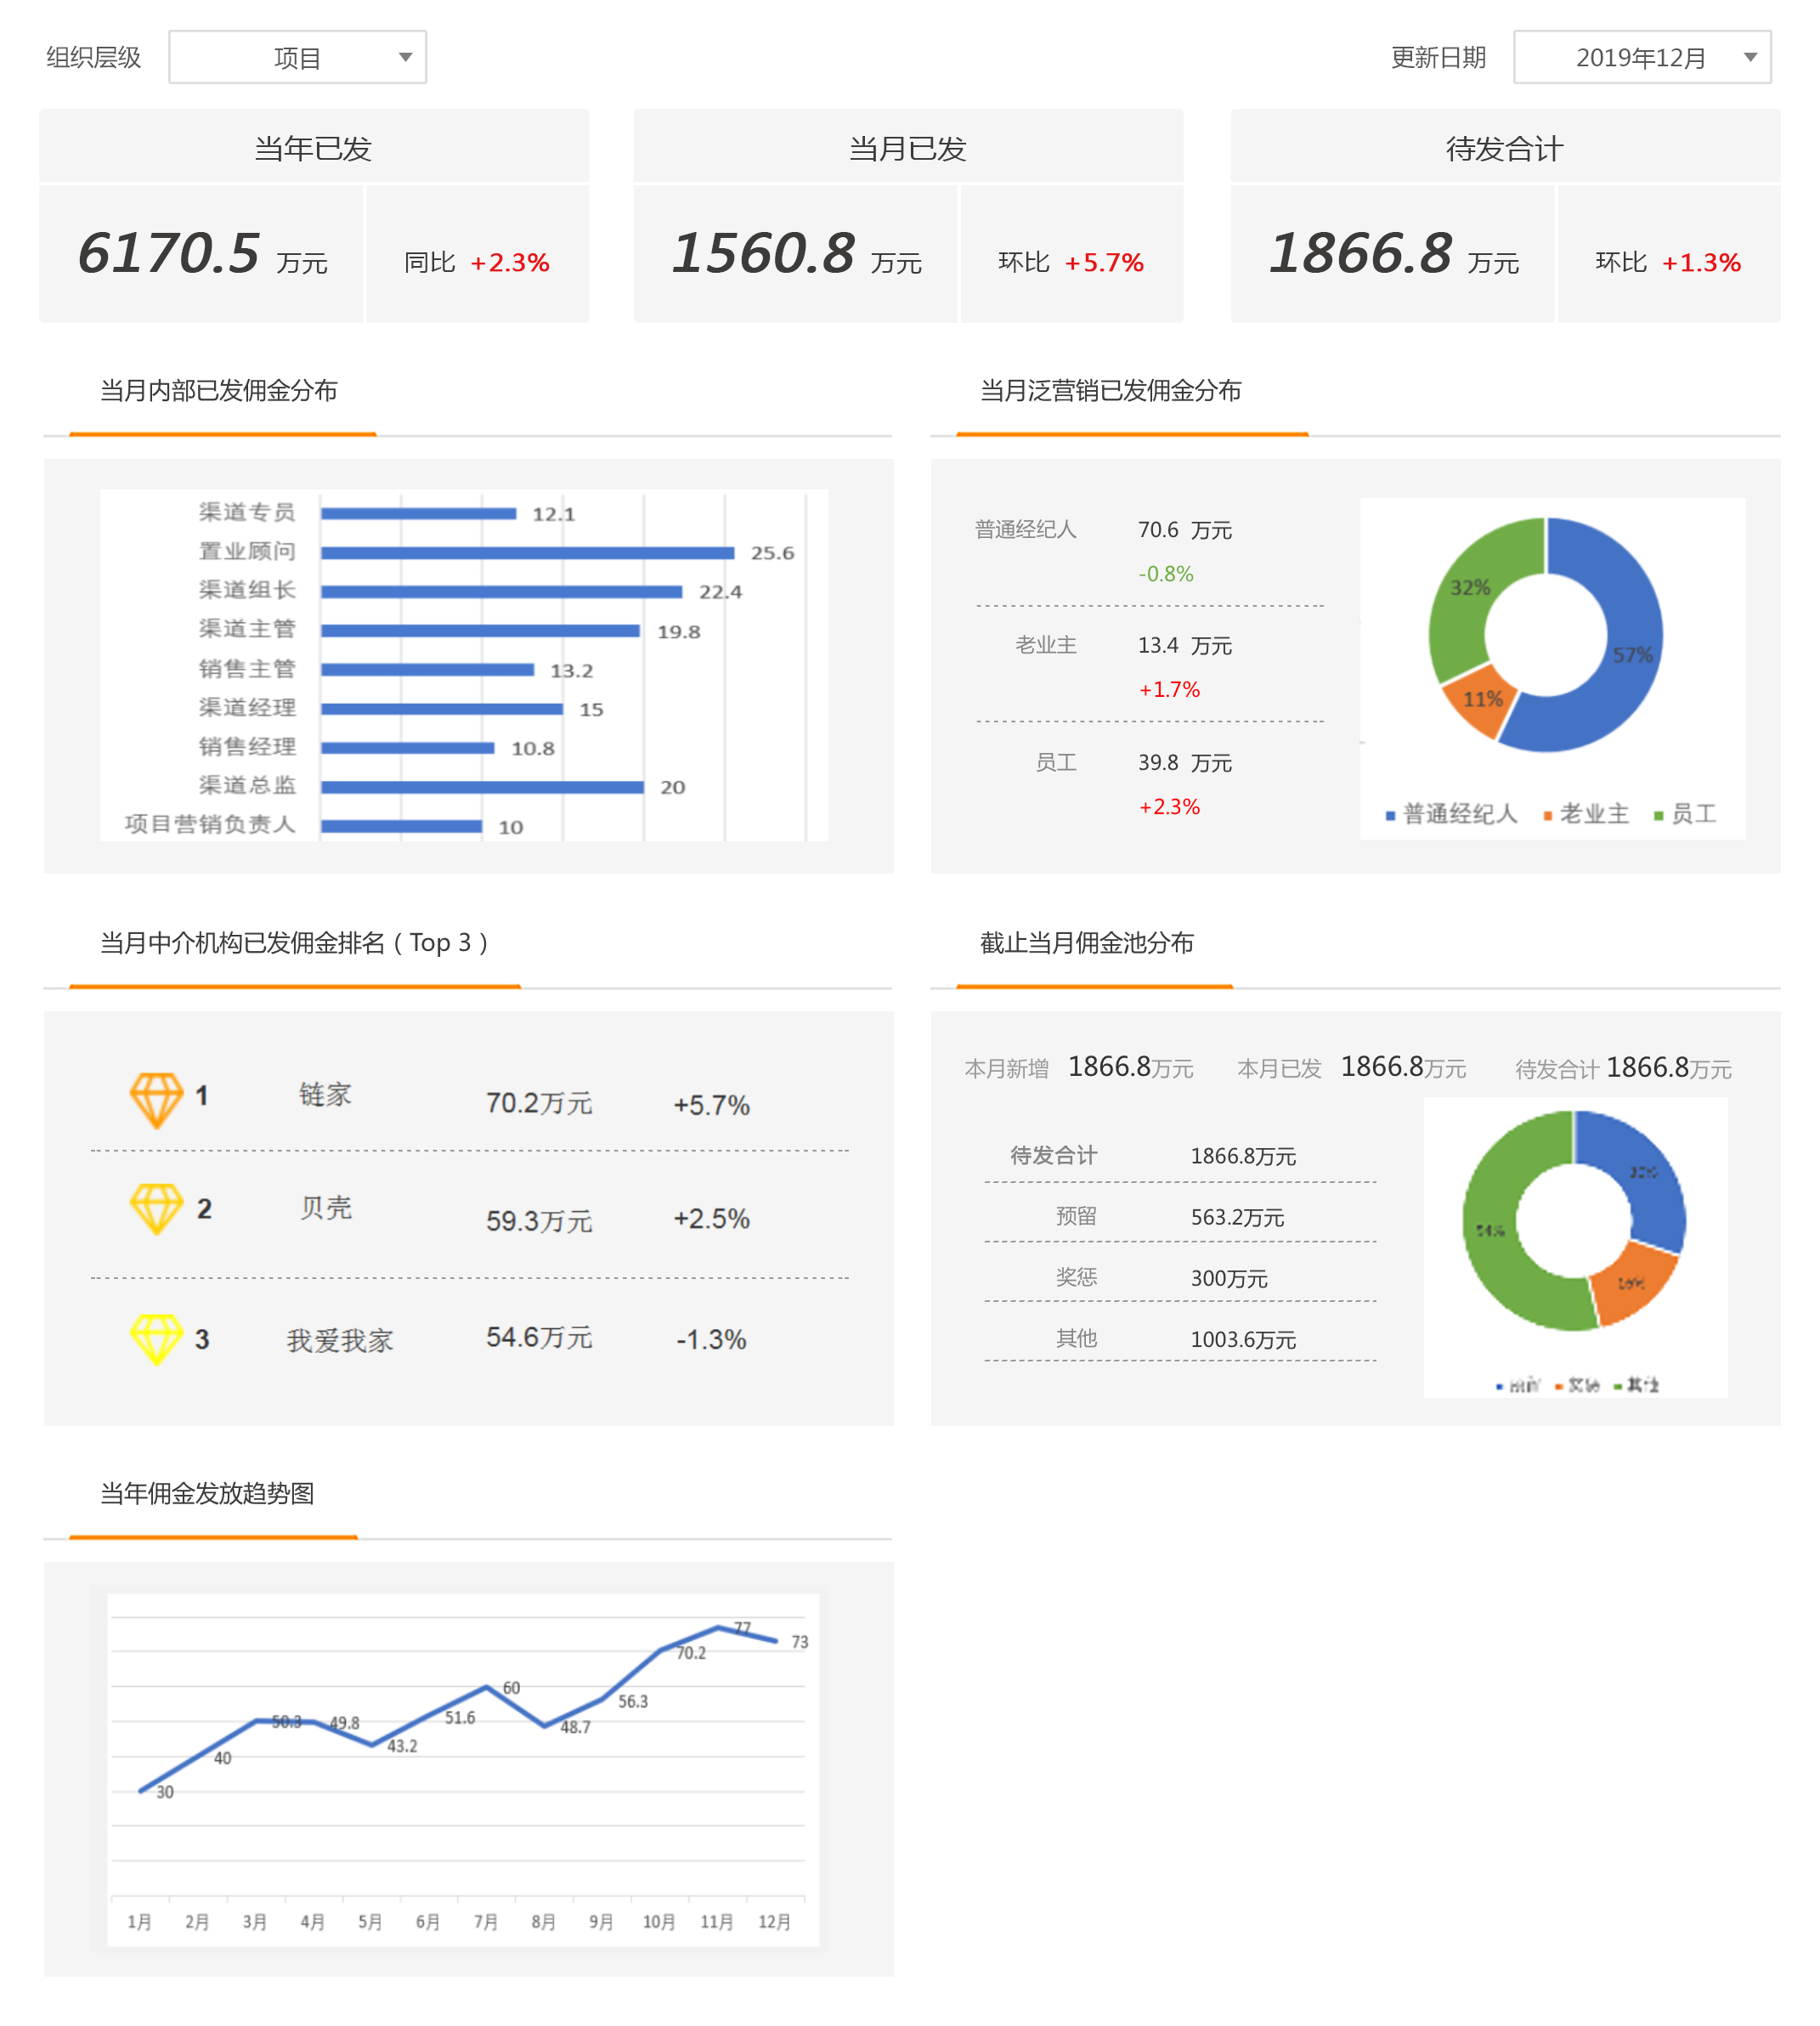 组织层级 项目 更新日期 2019年12月
当年已发
6170.5 万元 同比 +2.3%
当月已发
1560.8 万元 环比 +5.7%
待发合计
1866.8 万元 环比 +1.3%
当月内部已发佣金分布
渠道专员 12.1
置业顾问 25.6
渠道组长 22.4
渠道主管 19.8
销售主管 13.2
渠道经理 15
销售经理 10.8
渠道总监 20
项目营销负责人 10
当月泛营销已发佣金分布
普通经纪人 70.6 万元
-0.8%
老业主 13.4 万元
+1.7%
员工 39.8 万元
+2.3%
32%
57%
11%
普通经纪人 老业主 员工
当月中介机构已发佣金排名（Top 3）
1 链家 70.2万元 +5.7%
2 贝壳 59.3万元 +2.5%
3 我爱我家 54.6万元 -1.3%
截止当月佣金池分布
本月新增 1866.8万元 本月已发 1866.8万元 待发合计 1866.8万元
待发合计 1866.8万元
预留 563.2万元
奖惩 300万元
其他 1003.6万元
54%
其他
当年佣金发放趋势图
77
73
70.2
60
56.3
50.3
49.8
51.6
48.7
43.2
40
30
1月 2月 3月 4月 5月 6月 7月 8月 9月 10月 11月 12月